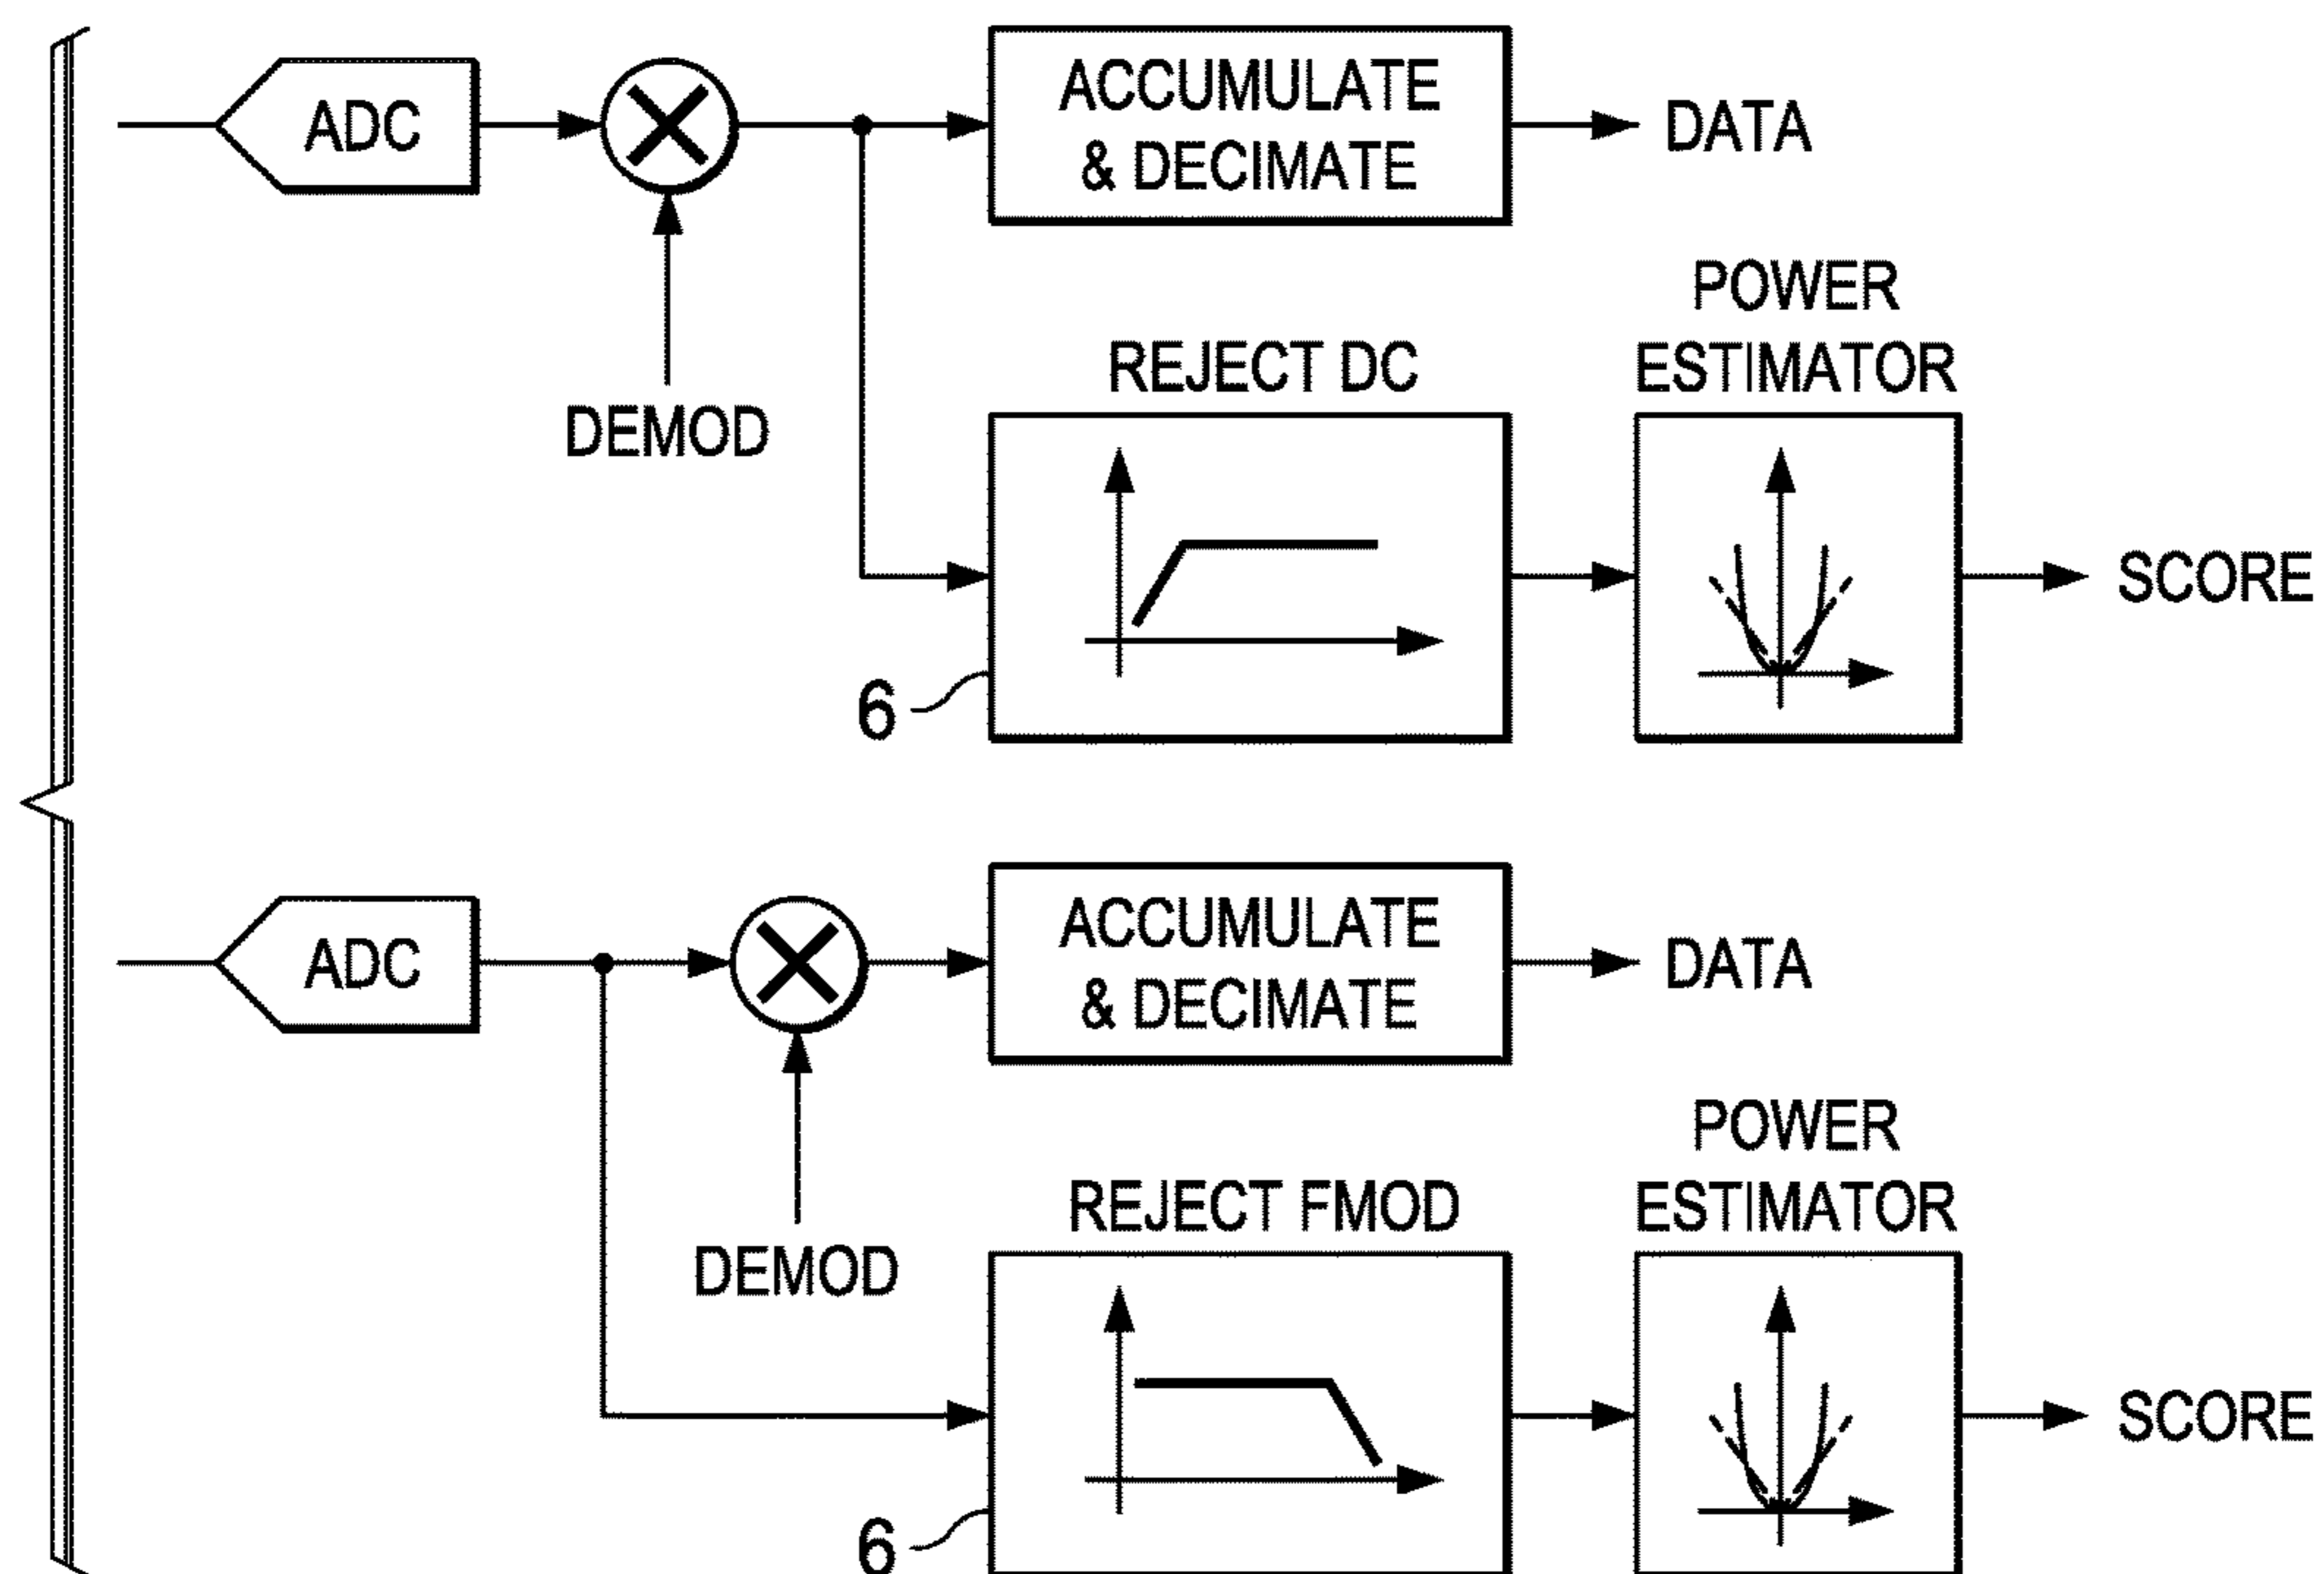 ADC
ACCUMULATE
& DECIMATE
DATA
DEMOD
REJECT DC
POWER
ESTIMATOR
SCORE
6
ADC
ACCUMULATE
& DECIMATE
DATA
DEMOD
REJECT FMOD
POWER
ESTIMATOR
SCORE
6